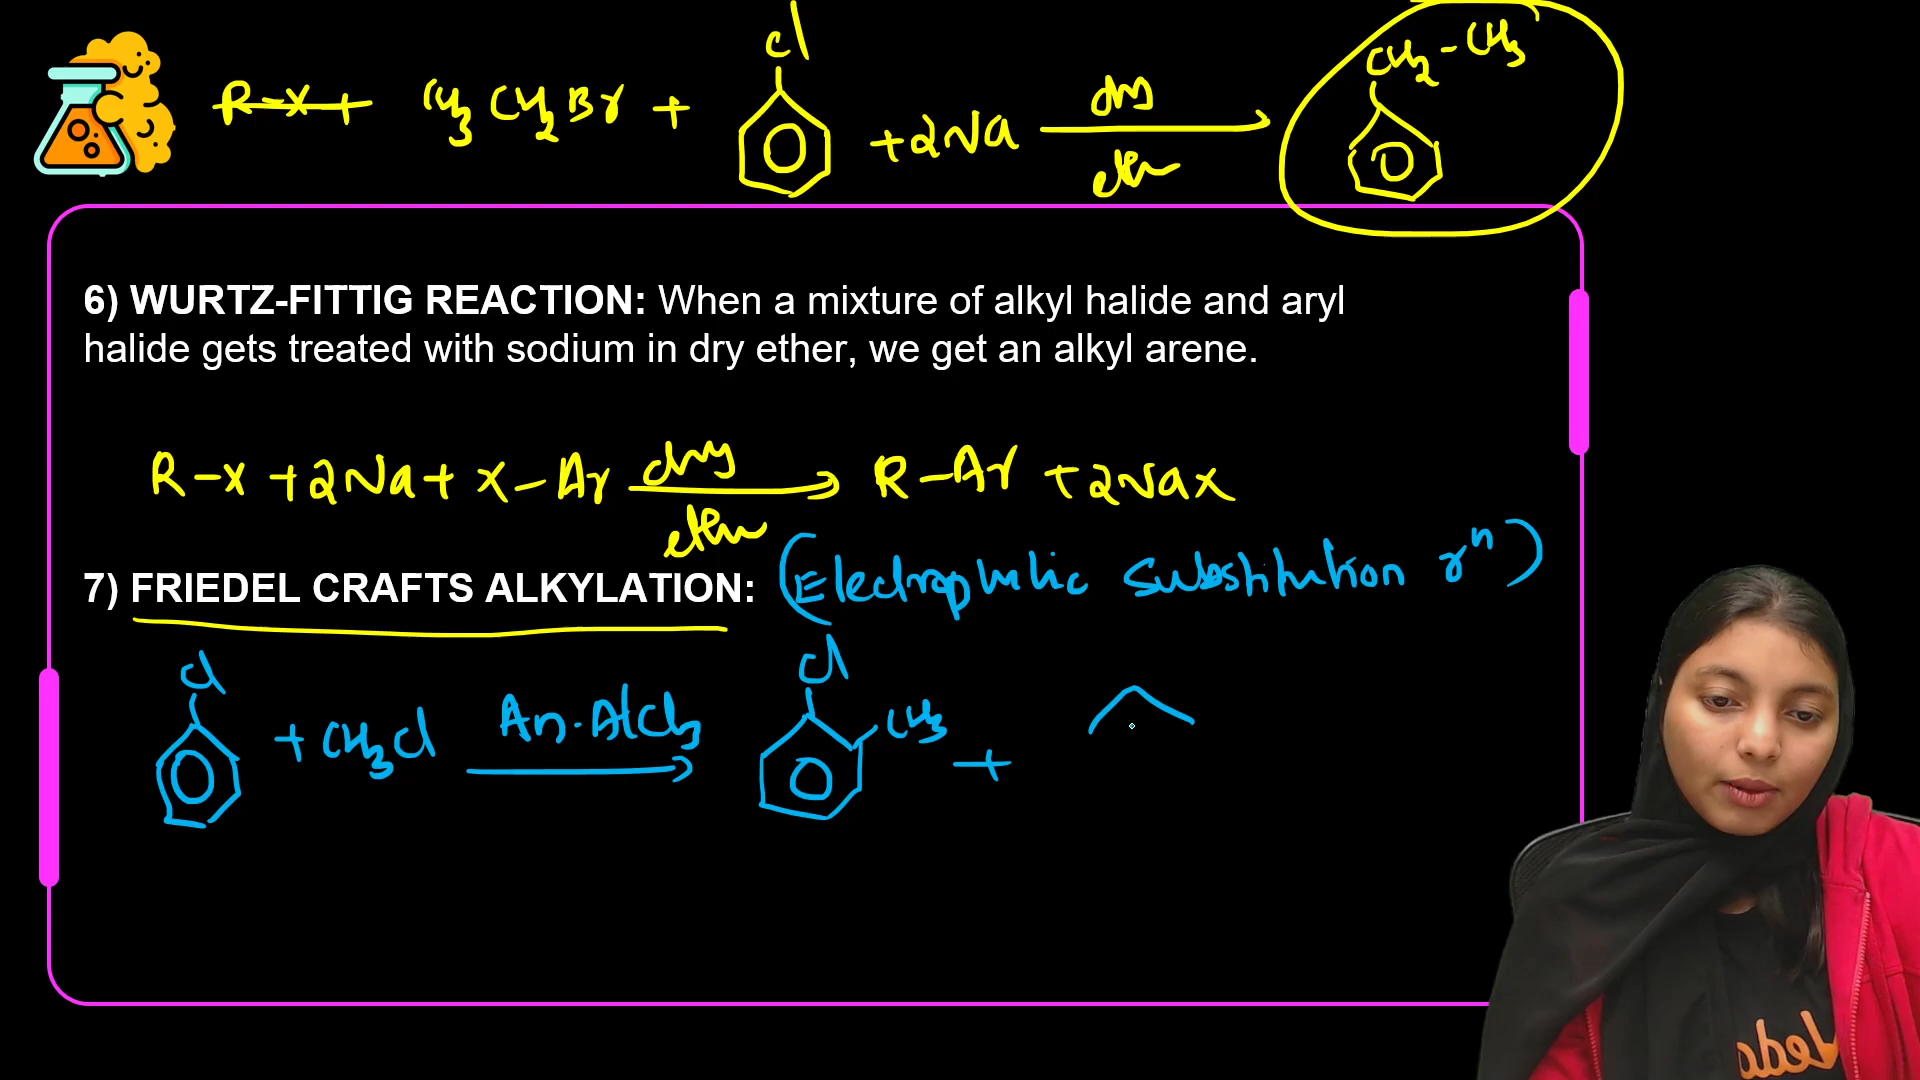 R-X+ CH3CH2Br + Cl +2Na dry ether CH2-CH3
6) WURTZ-FITTIG REACTION: When a mixture of alkyl halide and aryl
halide gets treated with sodium in dry ether, we get an alkyl arene.
R-X +2Na+ X-Ar dry ether R-Ar +2NaX
7) FRIEDEL CRAFTS ALKYLATION: (Electrophilic substitution rn)
Cl + CH3Cl An·AlCl3 Cl CH3 +
Veda